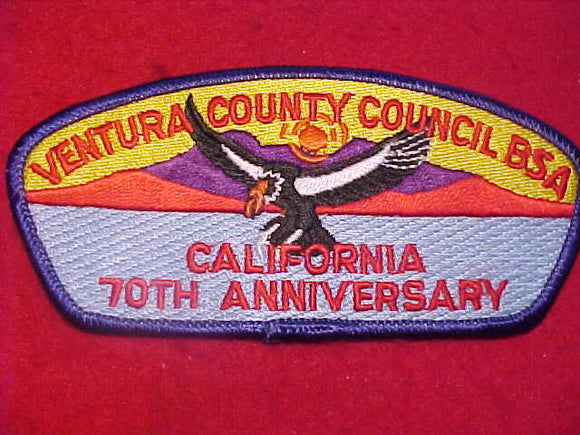 VENTURA COUNTY COUNCIL BSA
CALIFORNIA
70TH ANNIVERSARY